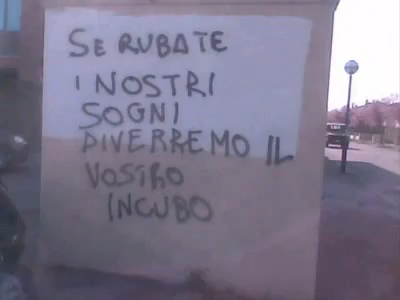 SE RUBATE
I NOSTRI
SOGNI
DIVERREMO IL
VOSTRO
INCUBO